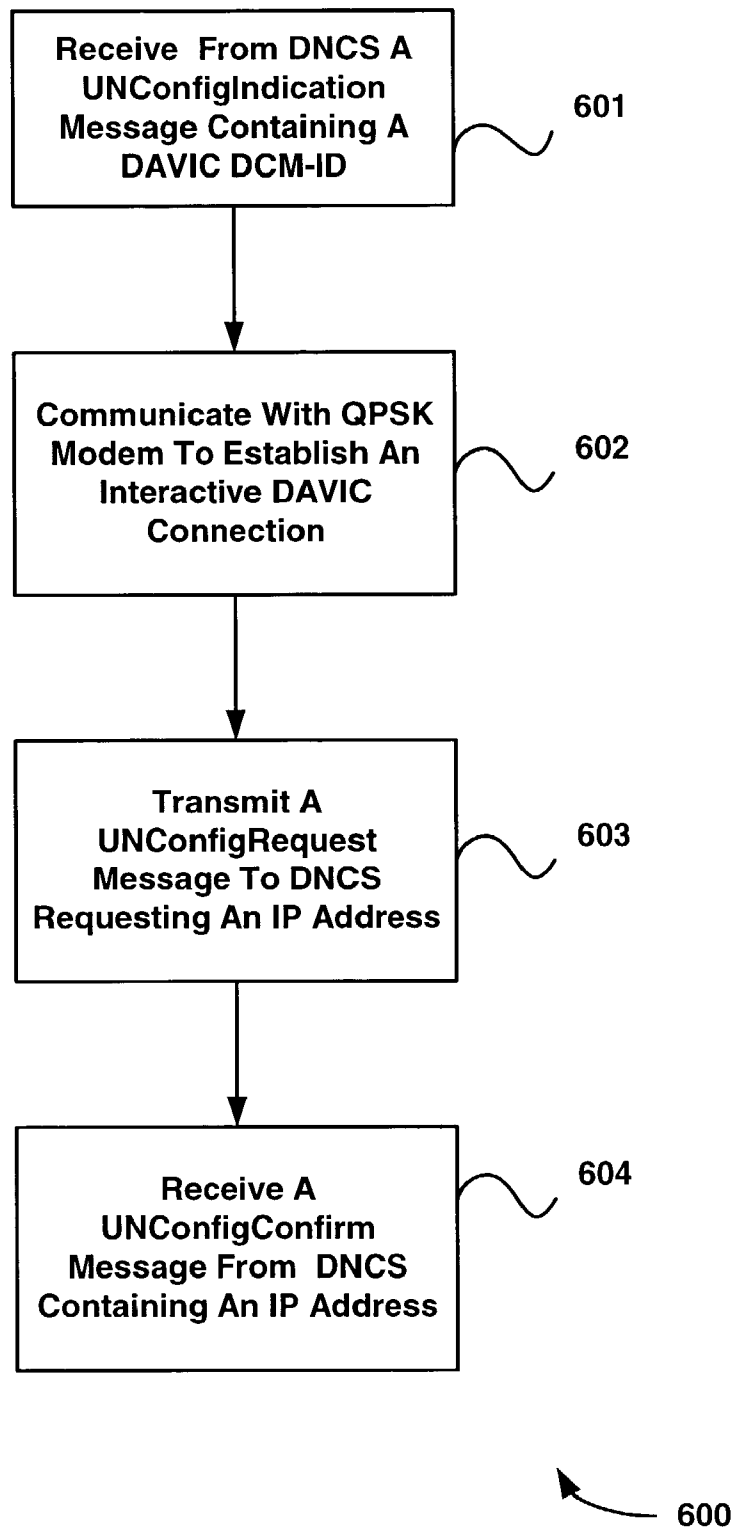 Receive From DNCS A
UNConfigIndication
Message Containing A
DAVIC DCM-ID
601
Communicate With QPSK
Modem To Establish An
Interactive DAVIC
Connection
602
Transmit A
UNConfigRequest
Message To DNCS
Requesting An IP Address
603
Receive A
UNConfigConfirm
Message From DNCS
Containing An IP Address
604
600